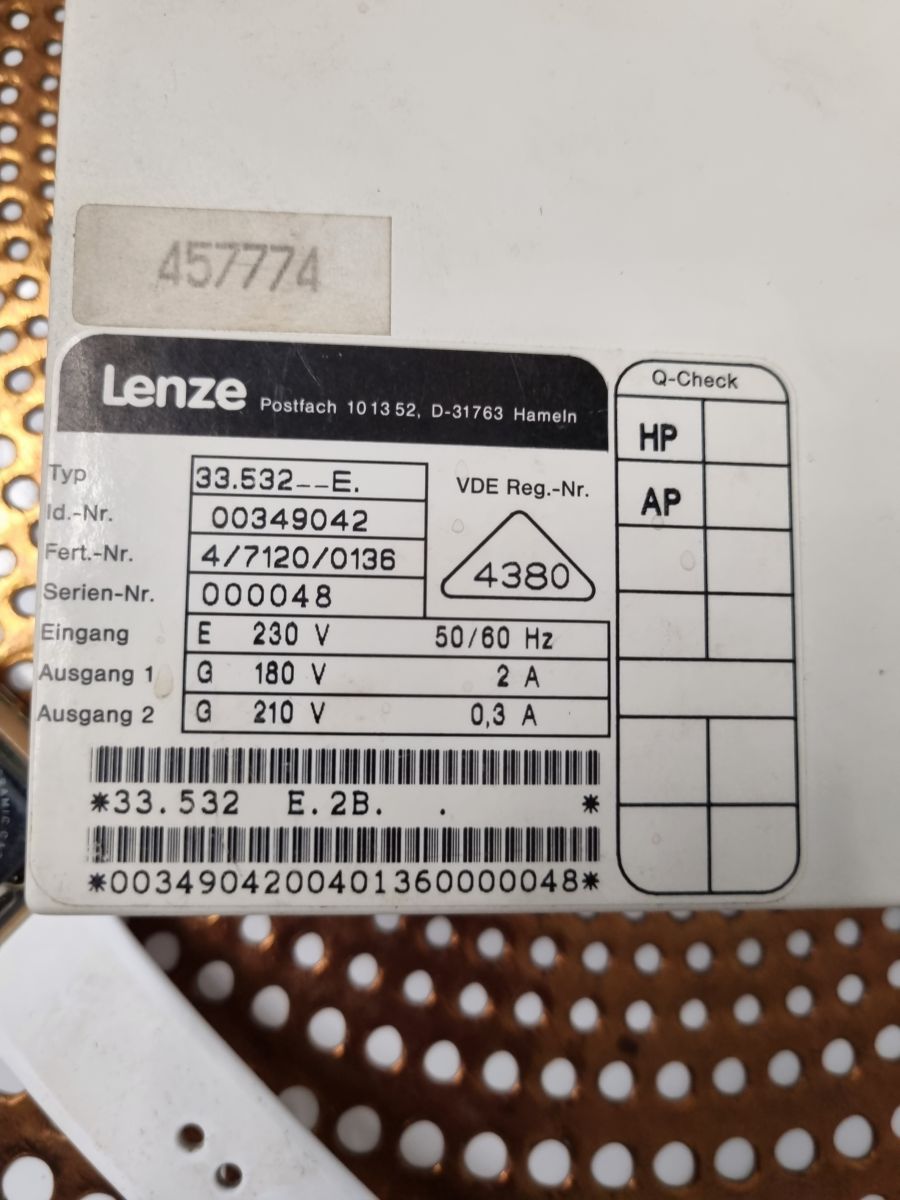 457774
Lenze Postfach 10 13 52, D-31763 Hameln
Typ 33.532--E.
Id.-Nr. 00349042
Fert.-Nr. 4/7120/0136
Serien-Nr. 000048
VDE Reg.-Nr.
4380
Eingang E 230 V 50/60 Hz
Ausgang 1 G 180 V 2 A
Ausgang 2 G 210 V 0,3 A
*33.532 E.2B. . *
*0034904200401360000048*
Q-Check
HP
AP